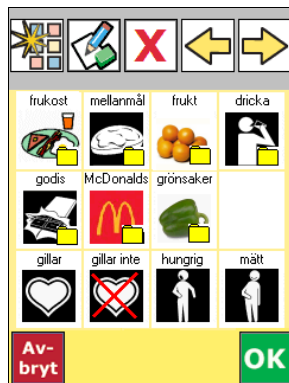 X
frukost mellanmål frukt dricka
godis McDonalds grönsaker
gillar gillar inte hungrig mätt
Av-
bryt
OK